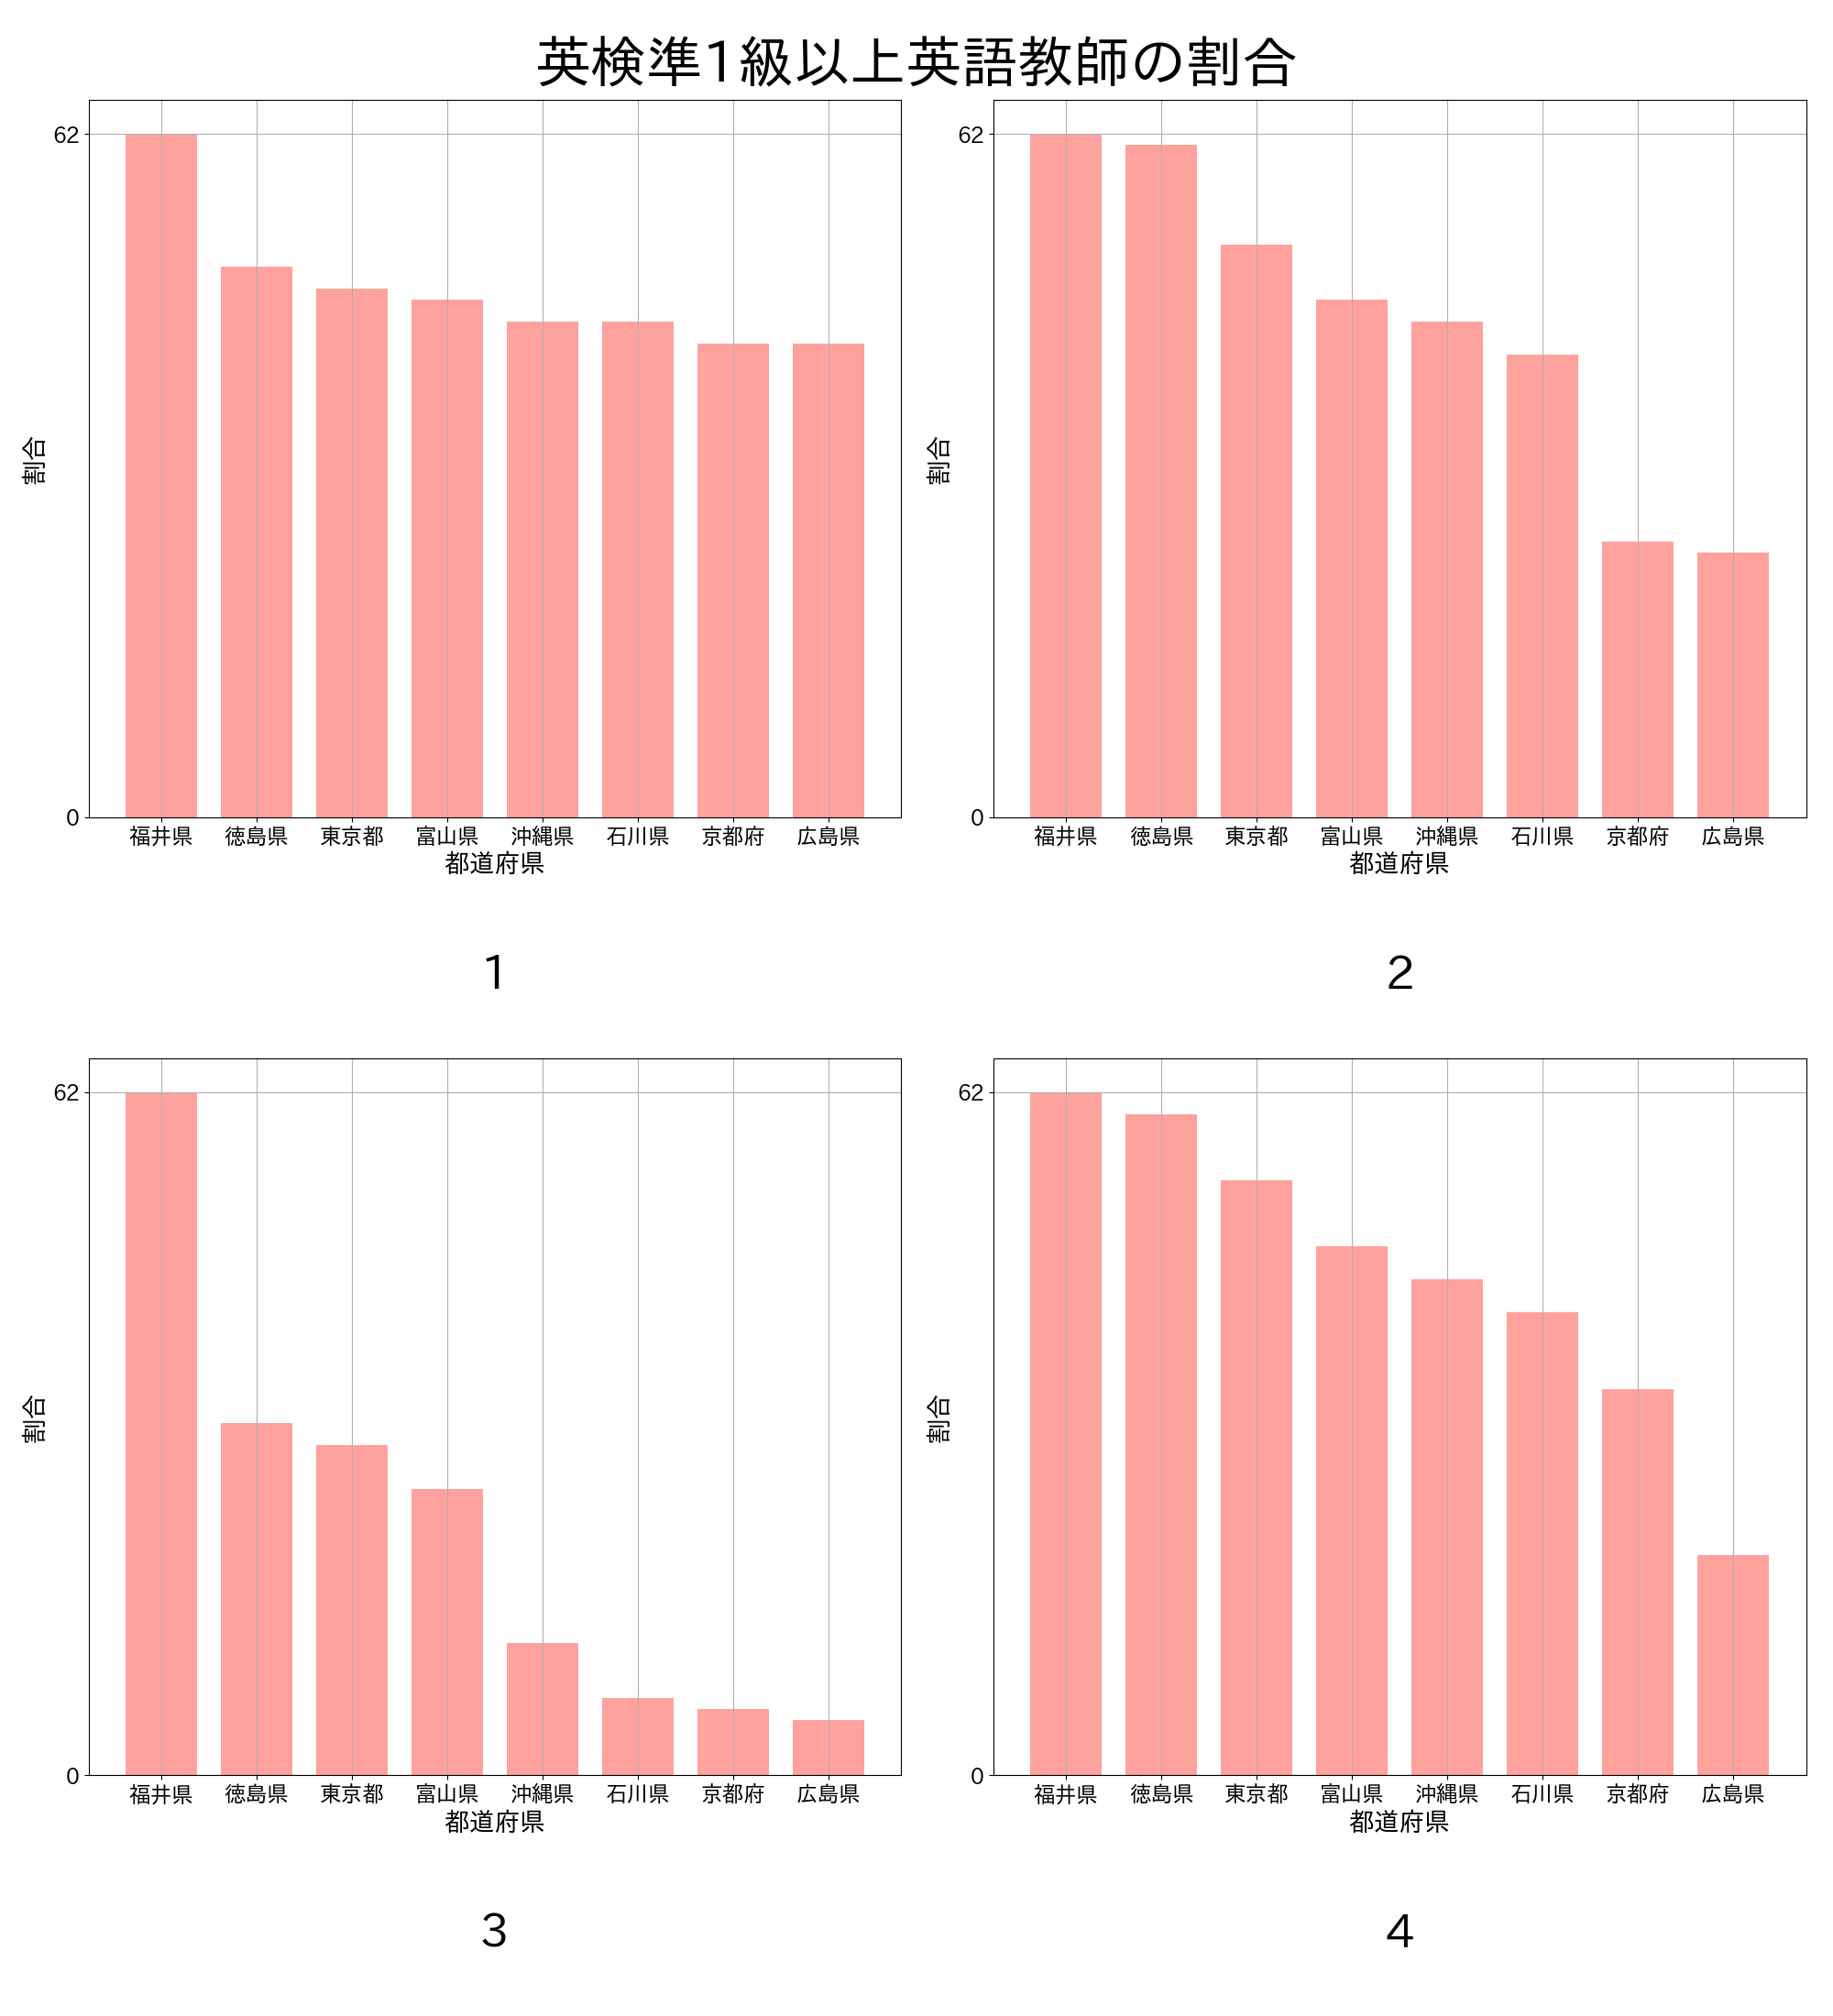 英検準1級以上英語教師の割合
62
0
割合
福井県 徳島県 東京都 富山県 沖縄県 石川県 京都府 広島県
都道府県
1
62
0
割合
福井県 徳島県 東京都 富山県 沖縄県 石川県 京都府 広島県
都道府県
2
62
0
割合
福井県 徳島県 東京都 富山県 沖縄県 石川県 京都府 広島県
都道府県
3
62
0
割合
福井県 徳島県 東京都 富山県 沖縄県 石川県 京都府 広島県
都道府県
4